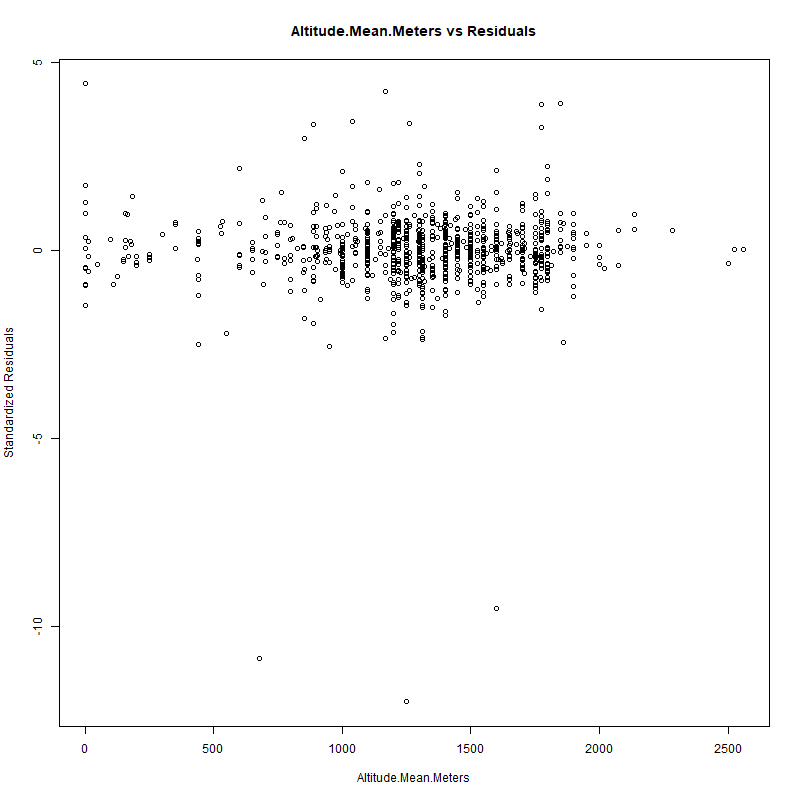 Altitude.Mean.Meters vs Residuals
5
0
-5
-10
Standardized Residuals
0 500 1000 1500 2000 2500
Altitude.Mean.Meters